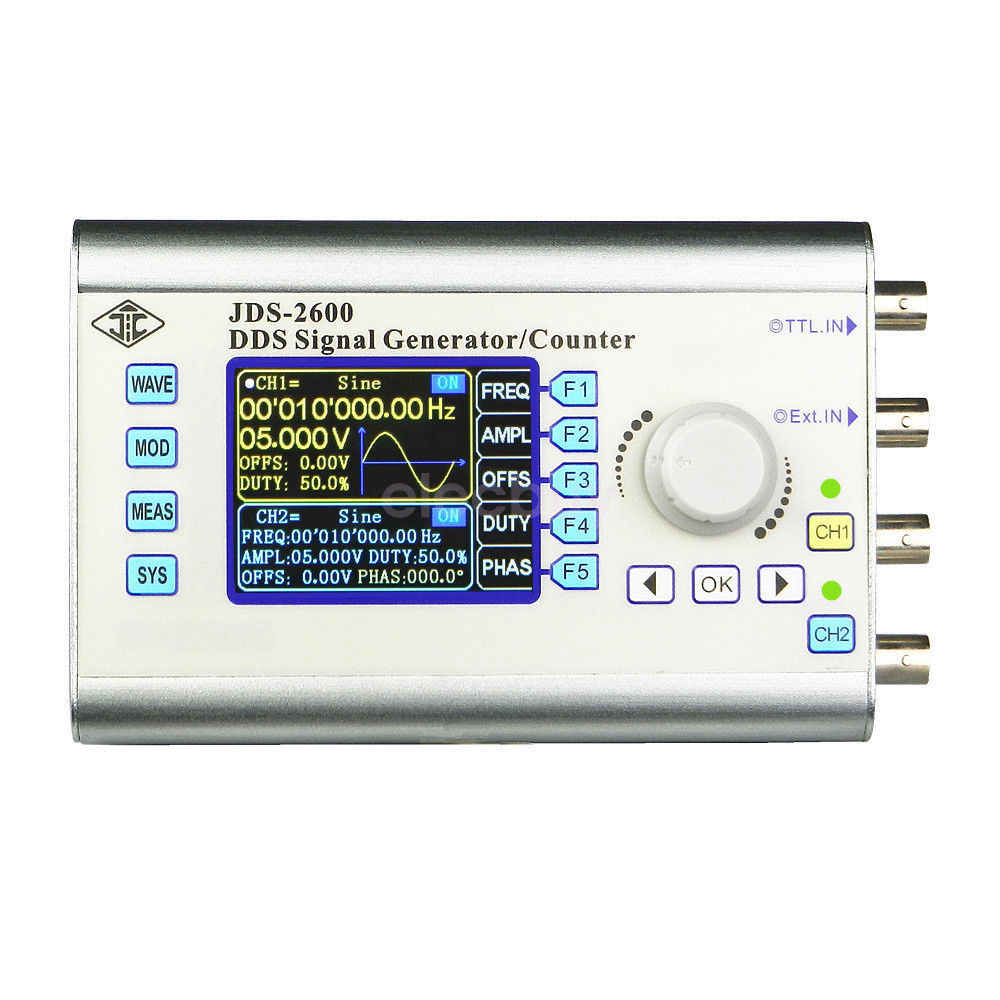 JDS-2600
DDS Signal Generator/Counter
JC
WAVE
MOD
MEAS
SYS
CH1= Sine ON
00'010'000.00 Hz
05.000 V
OFFS: 0.00V
DUTY: 50.0%
CH2= Sine ON
FREQ:00'010'000.00 Hz
AMPL:05.000V DUTY:50.0%
OFFS: 0.00V PHAS:000.0°
FREQ F1
AMPL F2
OFFS F3
DUTY F4
PHAS F5
TTL.IN
Ext.IN
CH1
OK
CH2